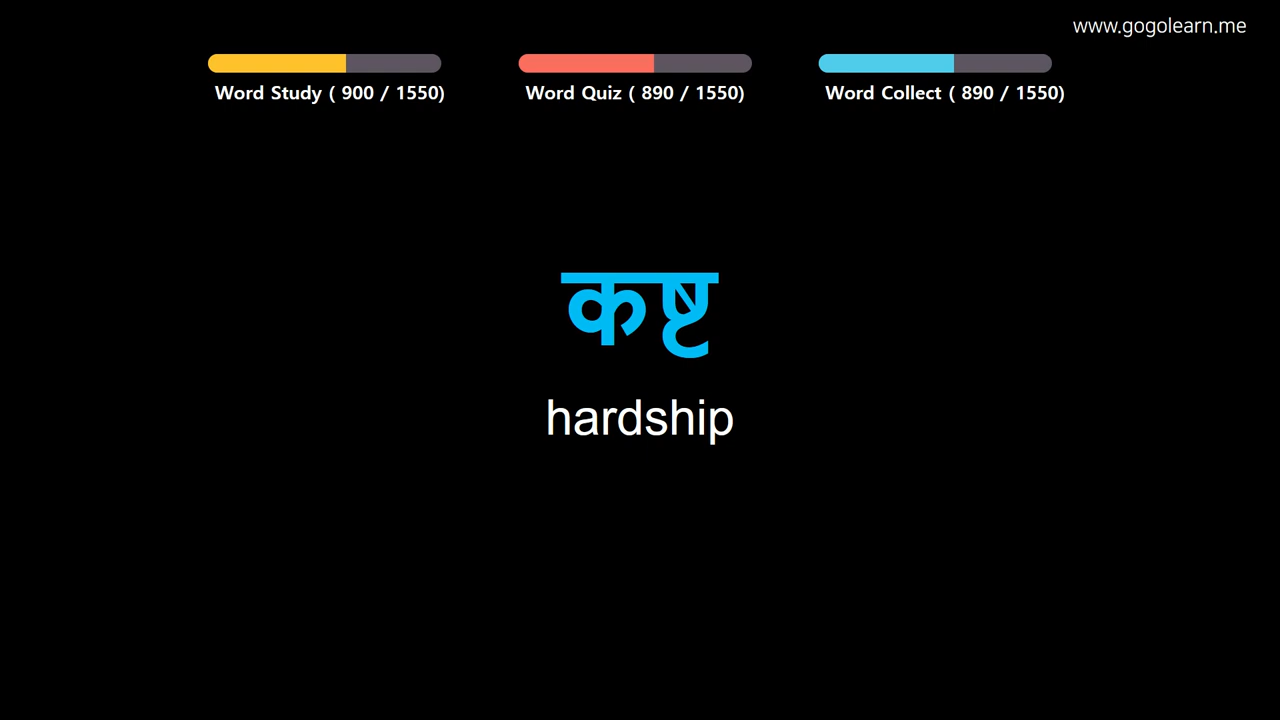 www.gogolearn.me
Word Study ( 900 / 1550)
Word Quiz ( 890 / 1550)
Word Collect ( 890 / 1550)
कष्ट
hardship